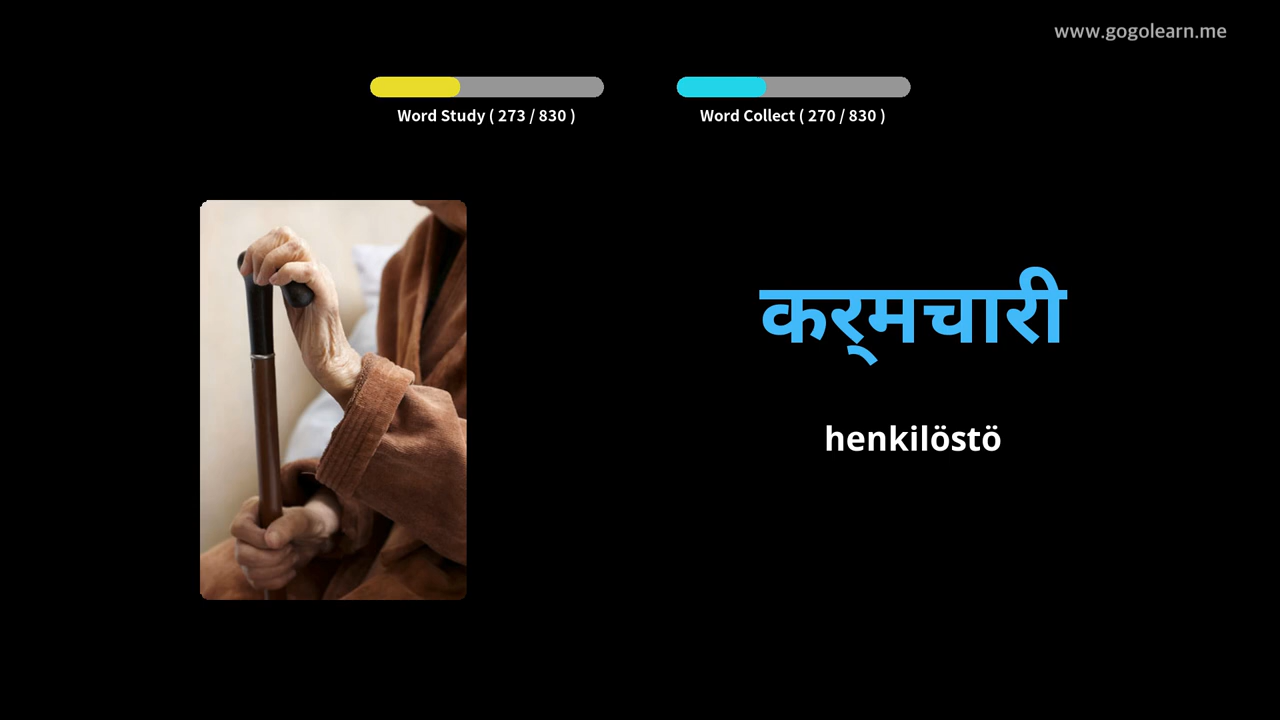 www.gogolearn.me
Word Study ( 273 / 830 )
Word Collect ( 270 / 830 )
कर्मचारी
henkilöstö